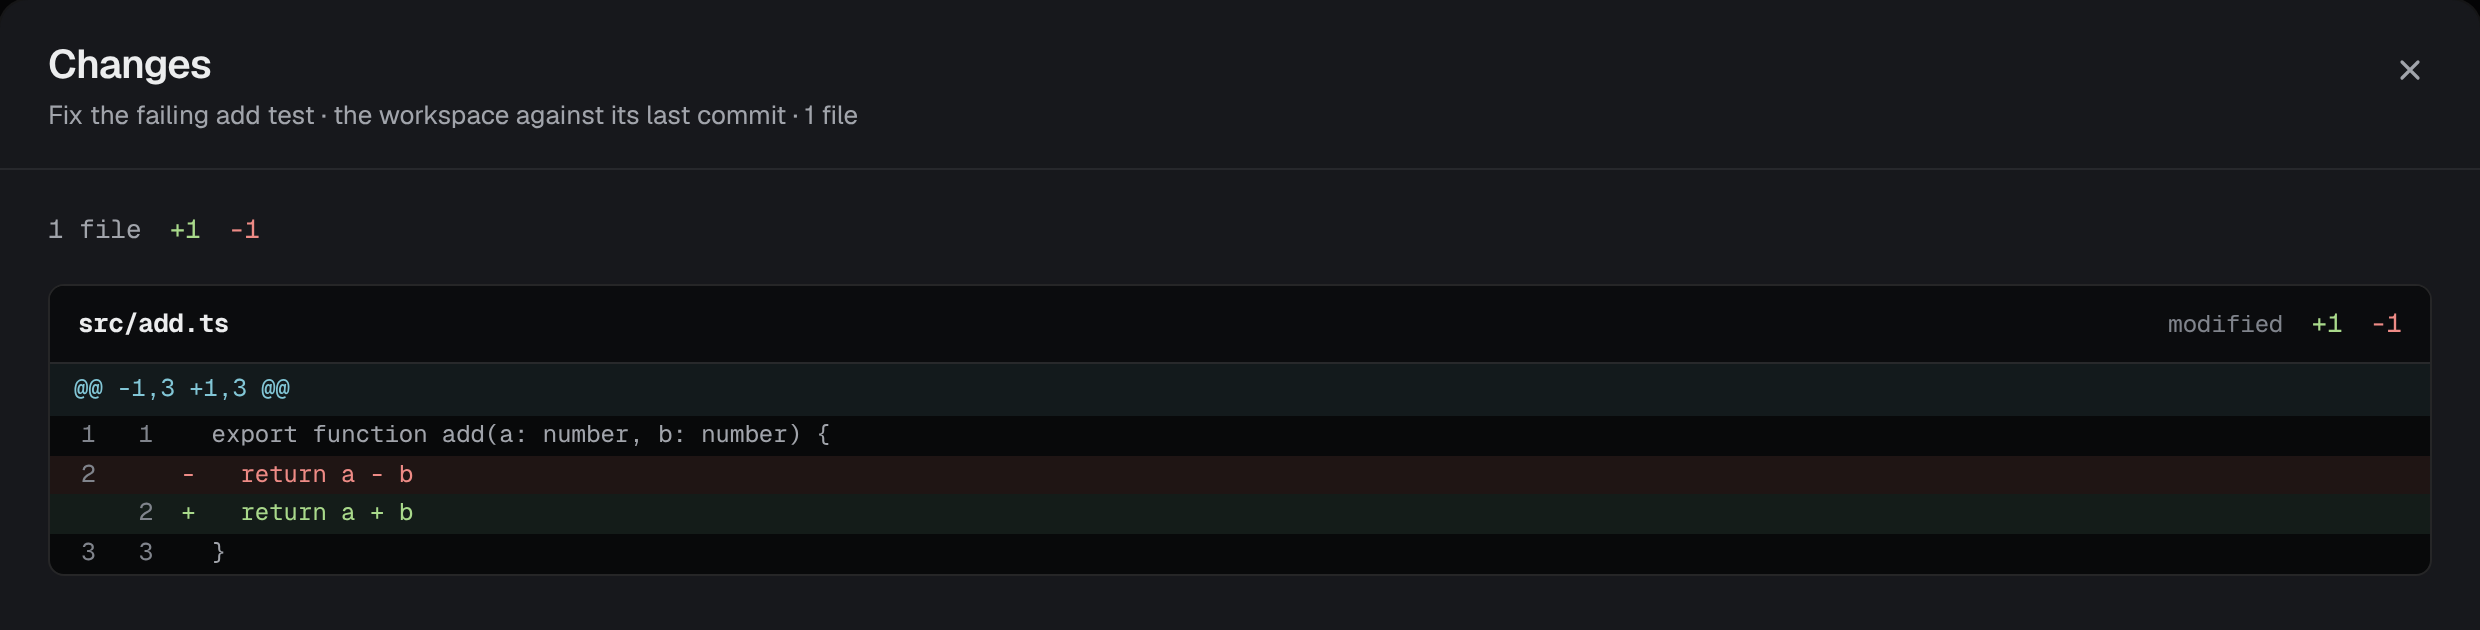 Changes
Fix the failing add test · the workspace against its last commit · 1 file
1 file +1 -1
src/add.ts modified +1 -1
@@ -1,3 +1,3 @@
1 1 export function add(a: number, b: number) {
2 - return a - b
2 + return a + b
3 3 }